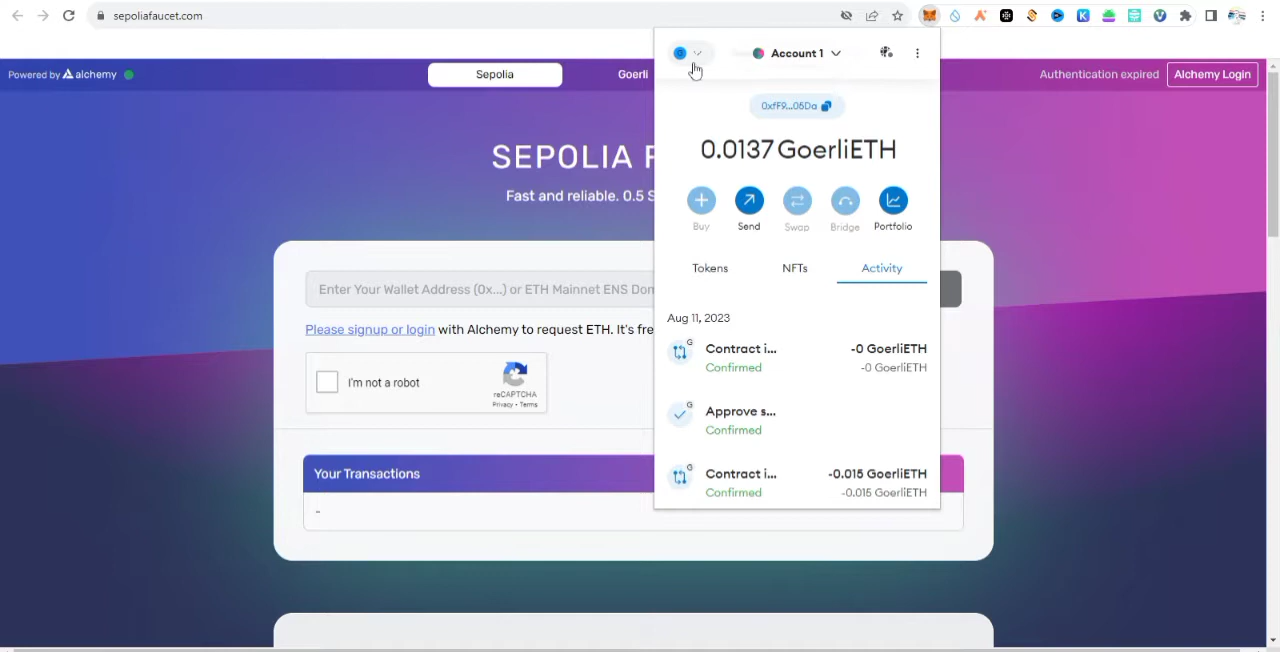 sepoliafaucet.com
Powered by alchemy
Sepolia
Goerli
Authentication expired
Alchemy Login
SEPOLIA F
Fast and reliable. 0.5 S
Enter Your Wallet Address (0x...) or ETH Mainnet ENS Don
Please signup or login with Alchemy to request ETH. It's fre
I'm not a robot
reCAPTCHA
Privacy • Terms
Your Transactions
-
G
Account 1
0xfF9...05Da
0.0137 GoerliETH
Buy
Send
Swap
Bridge
Portfolio
Tokens
NFTs
Activity
Aug 11, 2023
G
Contract i...
-0 GoerliETH
Confirmed
-0 GoerliETH
G
Approve s...
Confirmed
G
Contract i...
-0.015 GoerliETH
Confirmed
-0.015 GoerliETH